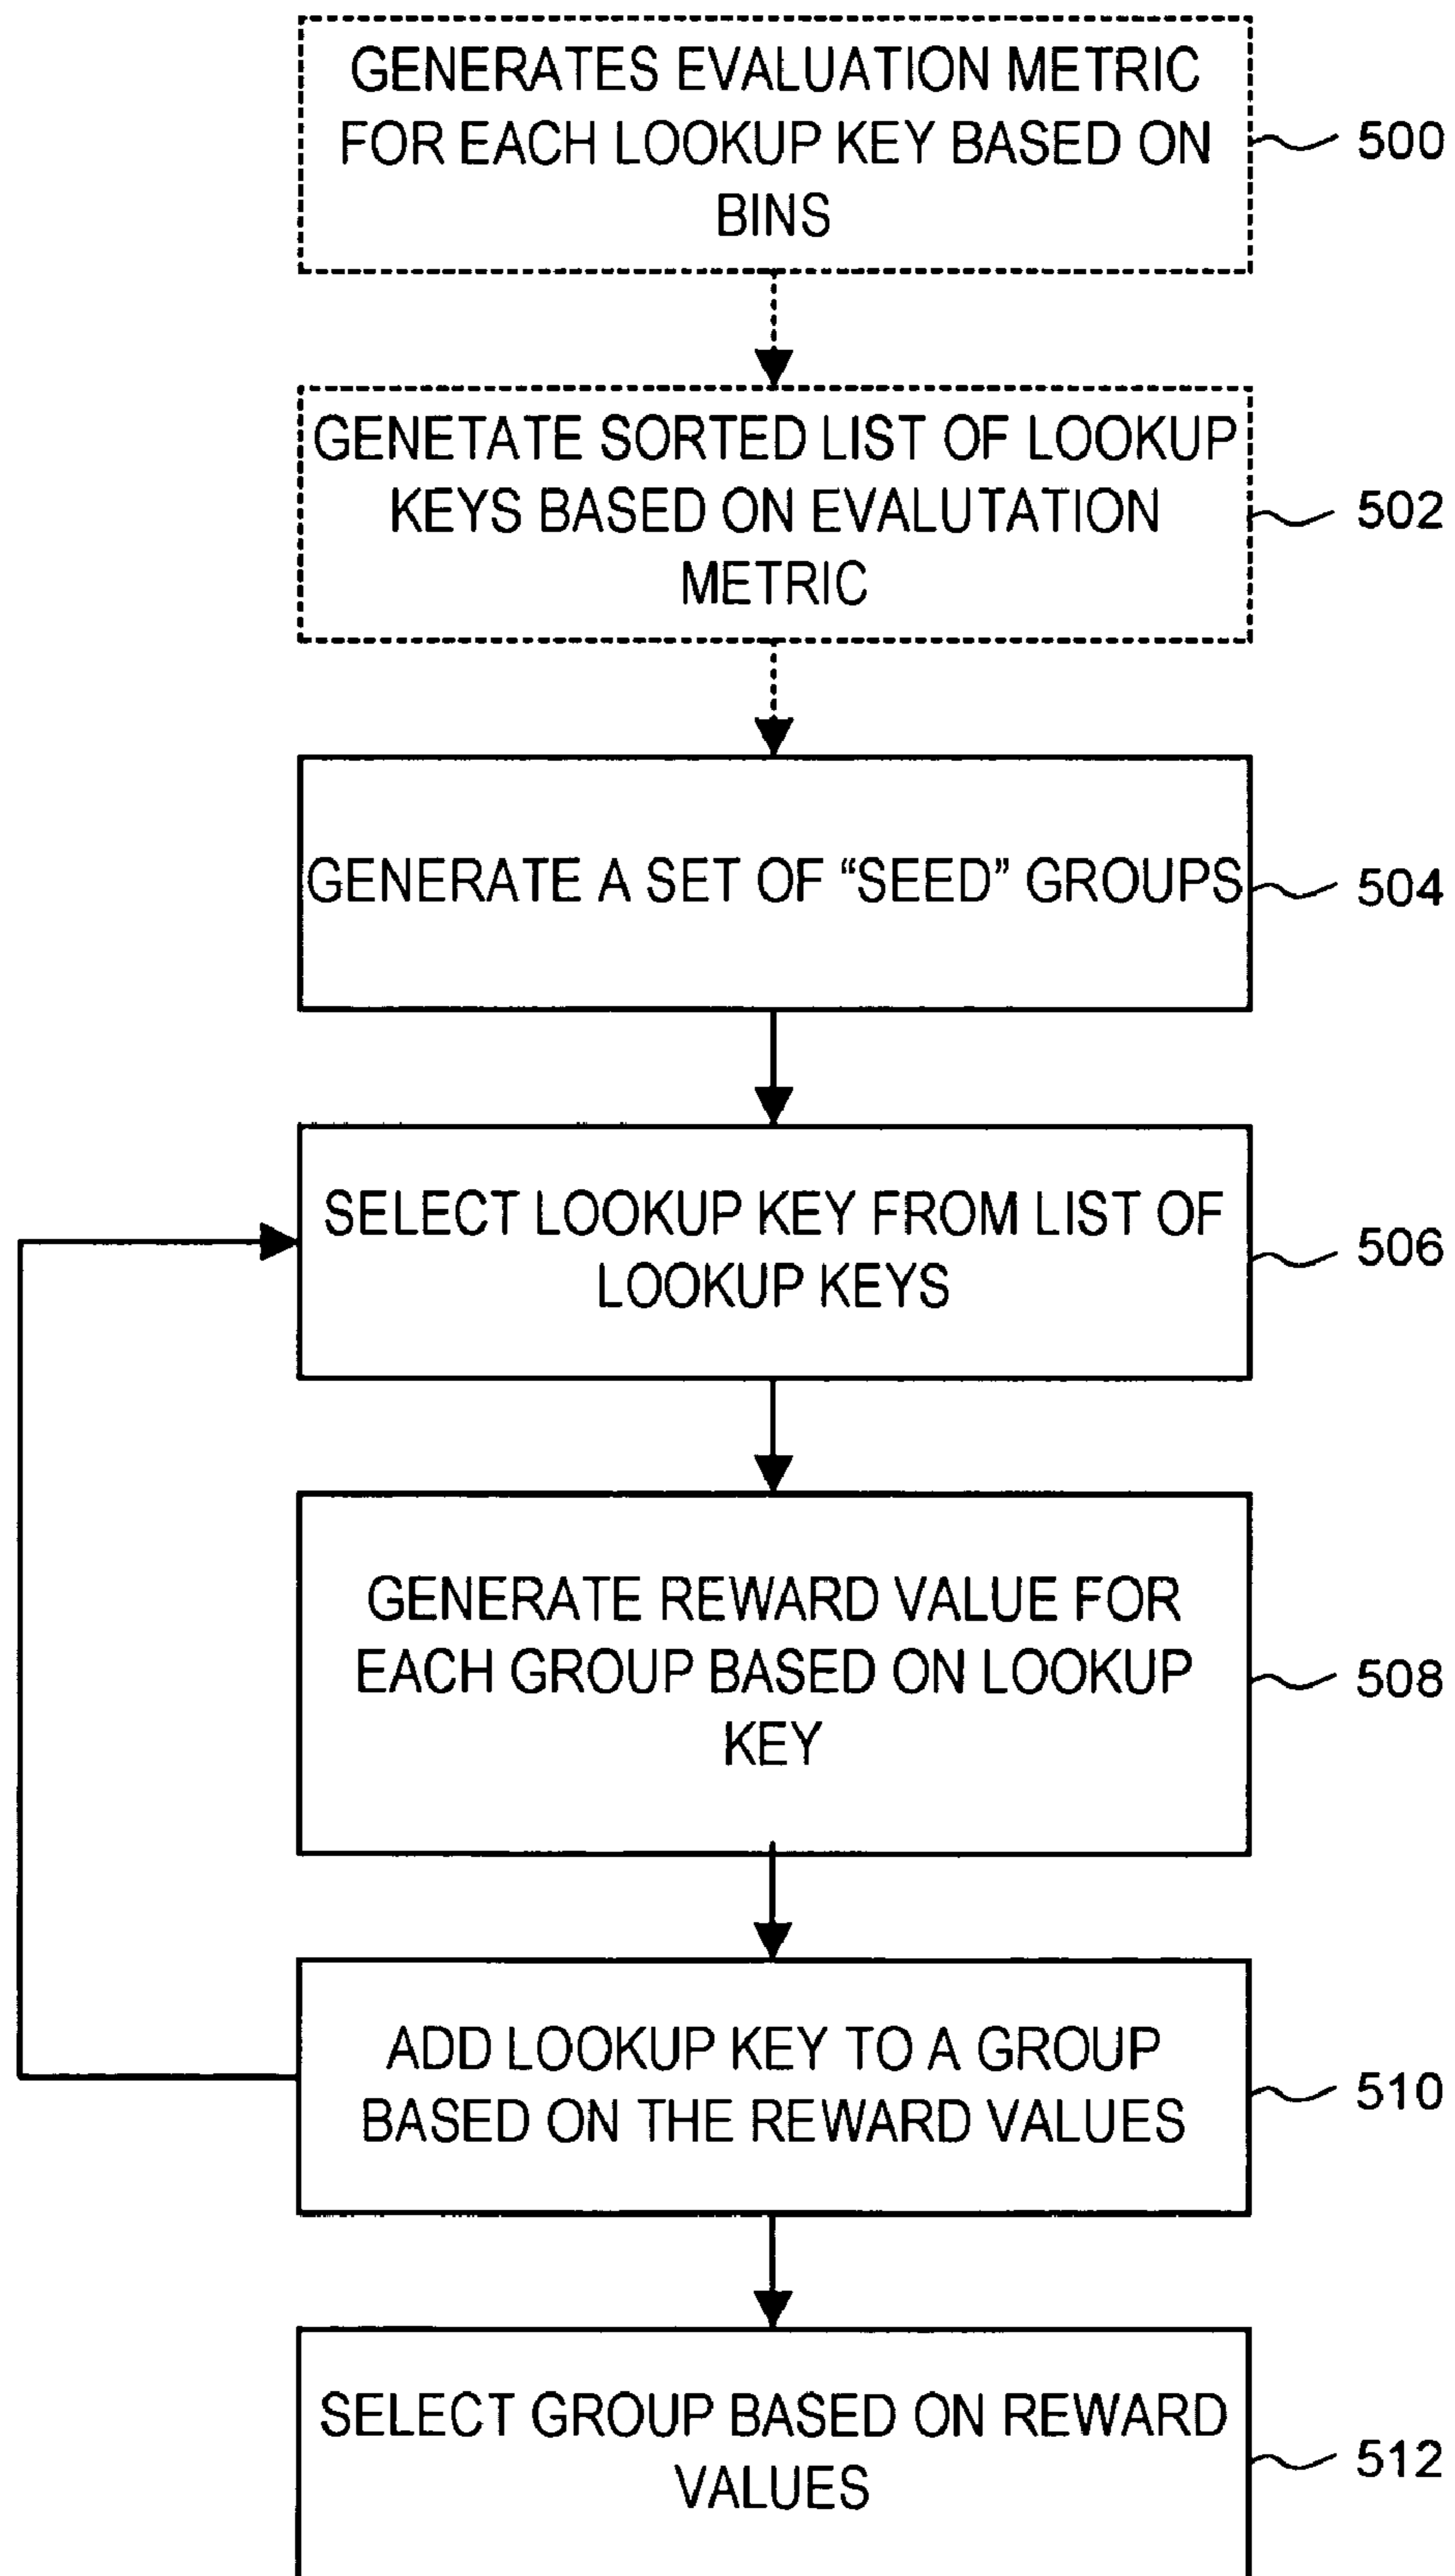 GENERATES EVALUATION METRIC
FOR EACH LOOKUP KEY BASED ON
BINS
500
GENETATE SORTED LIST OF LOOKUP
KEYS BASED ON EVALUTATION
METRIC
502
GENERATE A SET OF “SEED” GROUPS
504
SELECT LOOKUP KEY FROM LIST OF
LOOKUP KEYS
506
GENERATE REWARD VALUE FOR
EACH GROUP BASED ON LOOKUP
KEY
508
ADD LOOKUP KEY TO A GROUP
BASED ON THE REWARD VALUES
510
SELECT GROUP BASED ON REWARD
VALUES
512